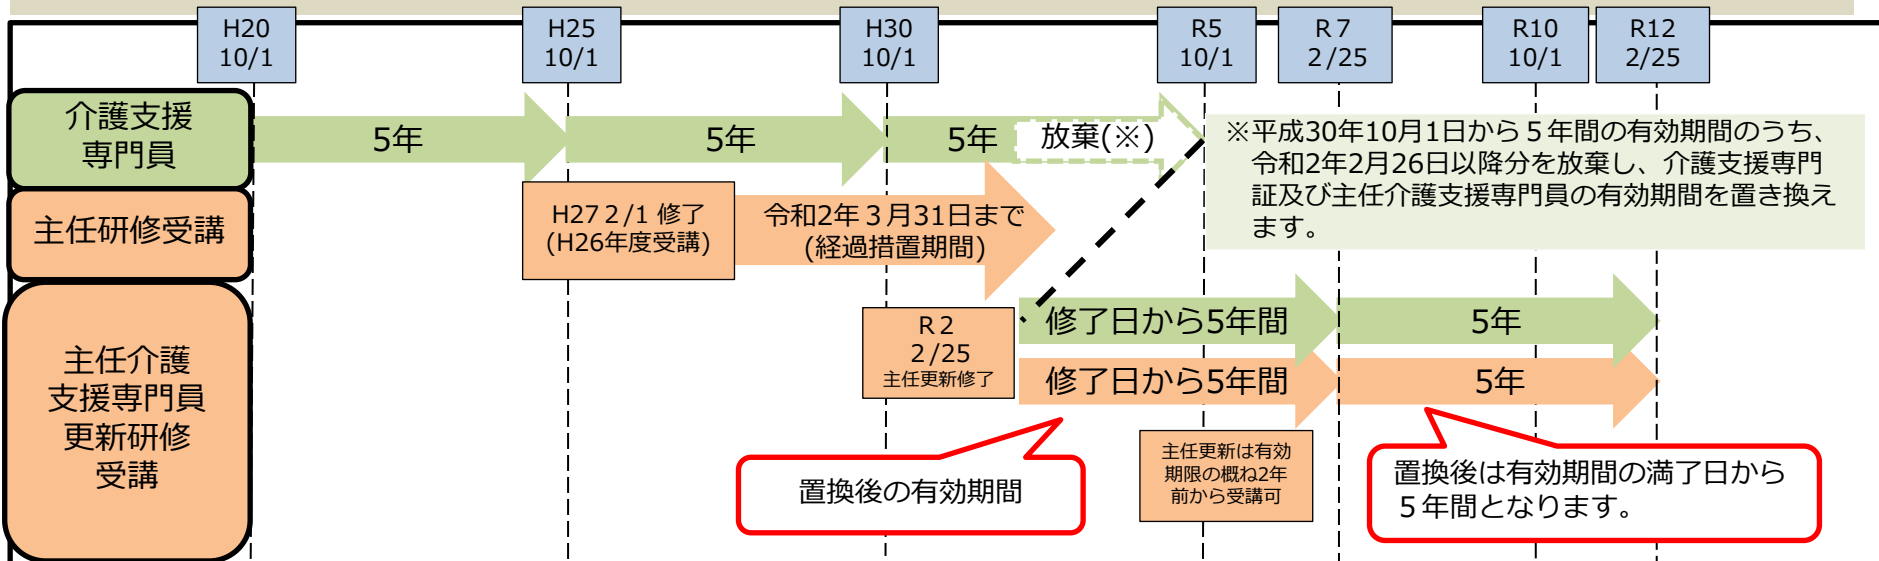 H20
10/1
H25
10/1
H30
10/1
R5
10/1
R７
２/25
R10
10/1
R12
2/25
介護支援
専門員
5年
5年
5年
放棄(※)
※平成30年10月1日から５年間の有効期間のうち、
令和2年2月26日以降分を放棄し、介護支援専門
証及び主任介護支援専門員の有効期間を置き換え
ます。
主任研修受講
H27２/1 修了
(H26年度受講)
令和2年３月31日まで
(経過措置期間)
主任介護
支援専門員
更新研修
受講
R２
２/25
主任更新修了
修了日から5年間
5年
修了日から5年間
5年
置換後の有効期間
主任更新は有効
期限の概ね2年
前から受講可
置換後は有効期間の満了日から
５年間となります。